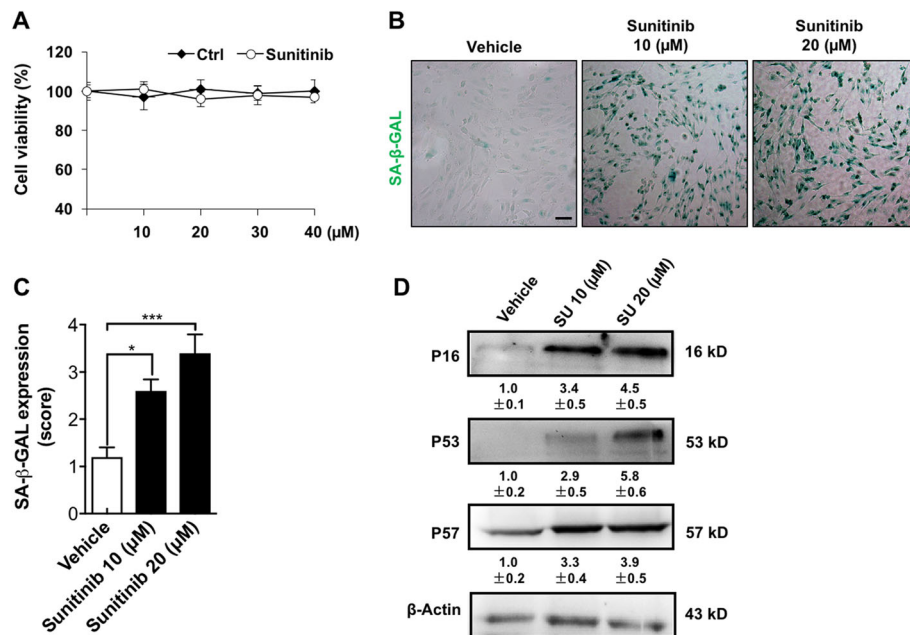 A
120
100
80
60
40
Cell viability (%)
Ctrl
Sunitinib
10
20
30
40 (µM)
B
Vehicle
Sunitinib
10 (µM)
Sunitinib
20 (µM)
SA-β-GAL
C
4
3
2
1
0
SA-β-GAL expression
(score)
***
*
Vehicle
Sunitinib 10 (µM)
Sunitinib 20 (µM)
D
Vehicle
SU 10 (µM)
SU 20 (µM)
P16
16 kD
1.0 3.4 4.5
±0.1 ±0.5 ±0.5
P53
53 kD
1.0 2.9 5.8
±0.2 ±0.5 ±0.6
P57
57 kD
1.0 3.3 3.9
±0.2 ±0.4 ±0.5
β-Actin
43 kD